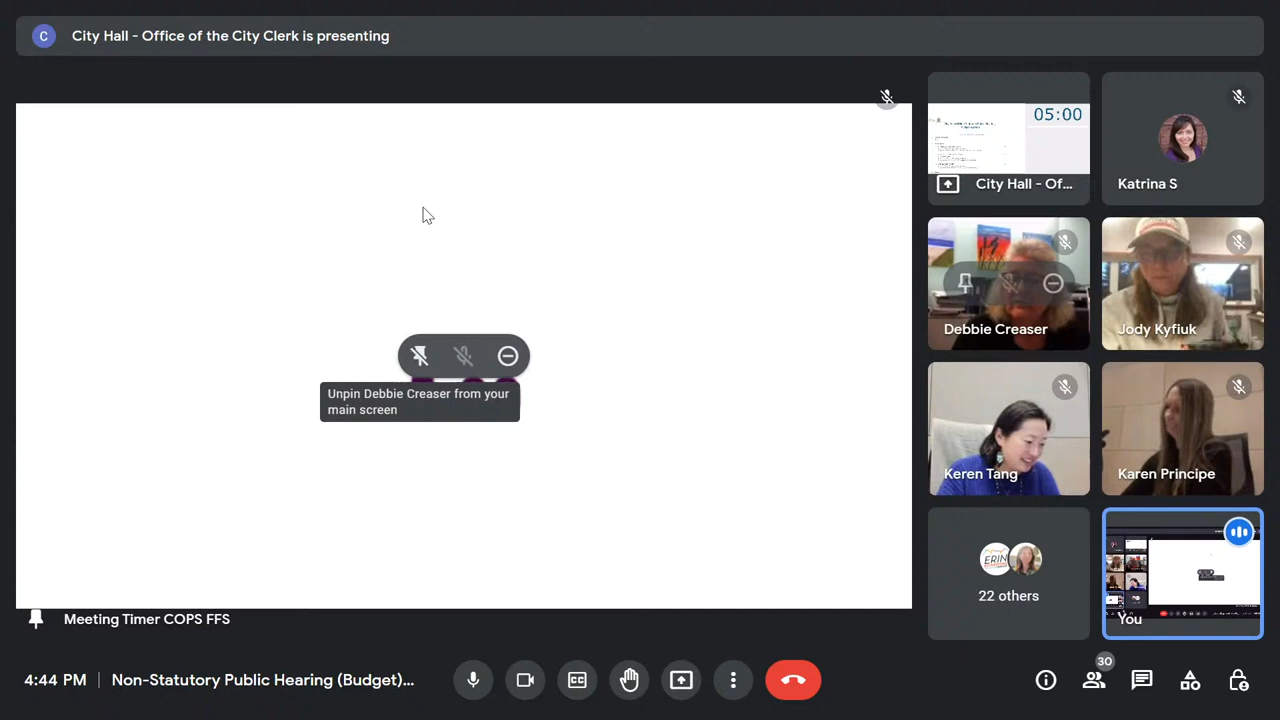 C
City Hall - Office of the City Clerk is presenting
05:00
City Hall - Of...
Katrina S
Debbie Creaser
Jody Kyfiuk
Unpin Debbie Creaser from your
main screen
Keren Tang
Karen Principe
ERIN
22 others
You
Meeting Timer COPS FFS
4:44 PM
Non-Statutory Public Hearing (Budget)...
CC
30